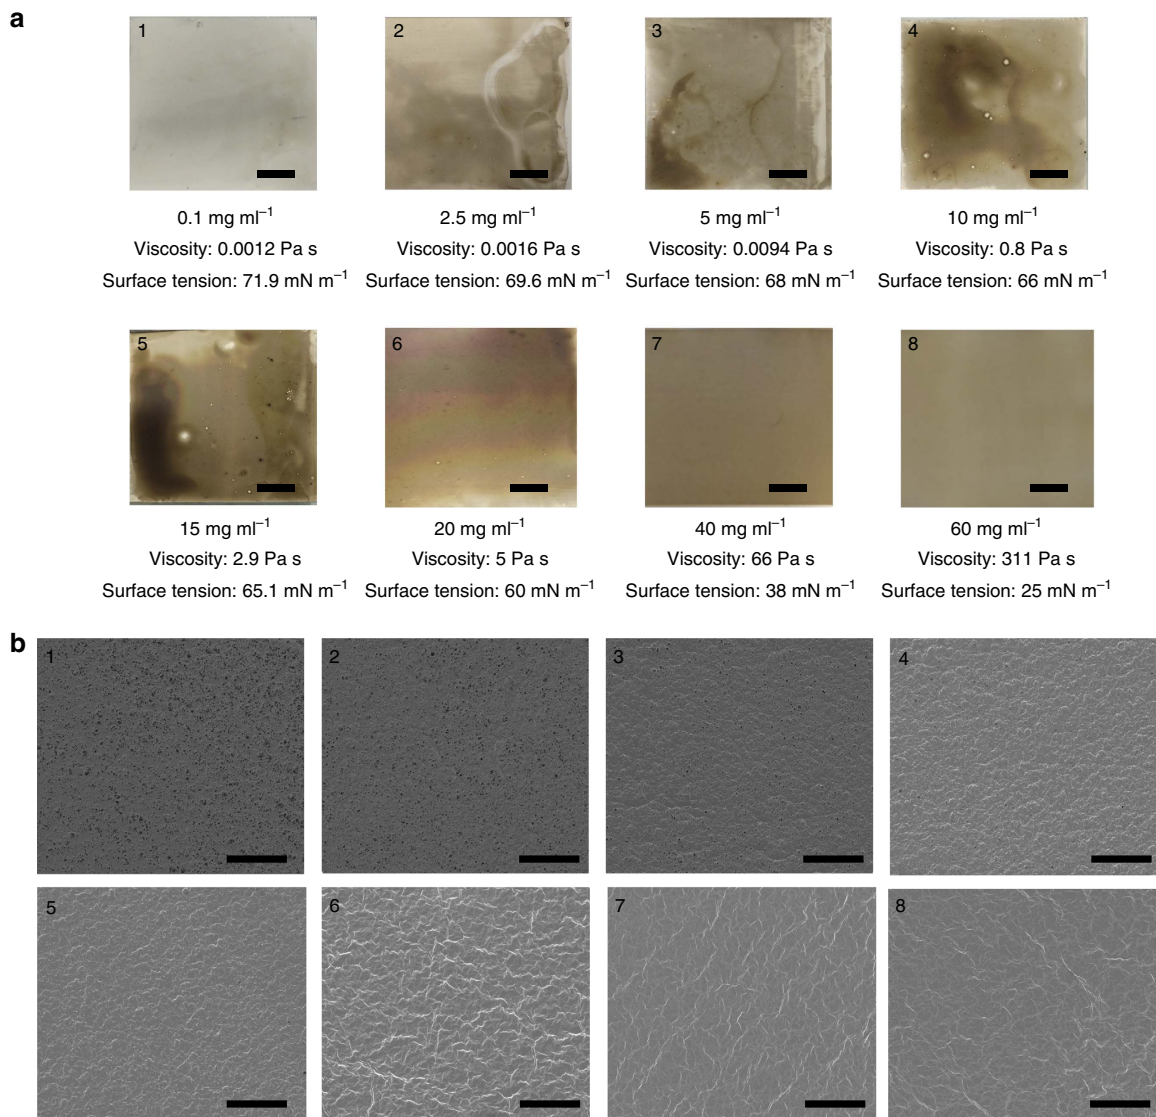 a
1 2 3 4
0.1 mg ml⁻¹ 2.5 mg ml⁻¹ 5 mg ml⁻¹ 10 mg ml⁻¹
Viscosity: 0.0012 Pa s Viscosity: 0.0016 Pa s Viscosity: 0.0094 Pa s Viscosity: 0.8 Pa s
Surface tension: 71.9 mN m⁻¹ Surface tension: 69.6 mN m⁻¹ Surface tension: 68 mN m⁻¹ Surface tension: 66 mN m⁻¹
5 6 7 8
15 mg ml⁻¹ 20 mg ml⁻¹ 40 mg ml⁻¹ 60 mg ml⁻¹
Viscosity: 2.9 Pa s Viscosity: 5 Pa s Viscosity: 66 Pa s Viscosity: 311 Pa s
Surface tension: 65.1 mN m⁻¹ Surface tension: 60 mN m⁻¹ Surface tension: 38 mN m⁻¹ Surface tension: 25 mN m⁻¹
b
1 2 3 4
5 6 7 8